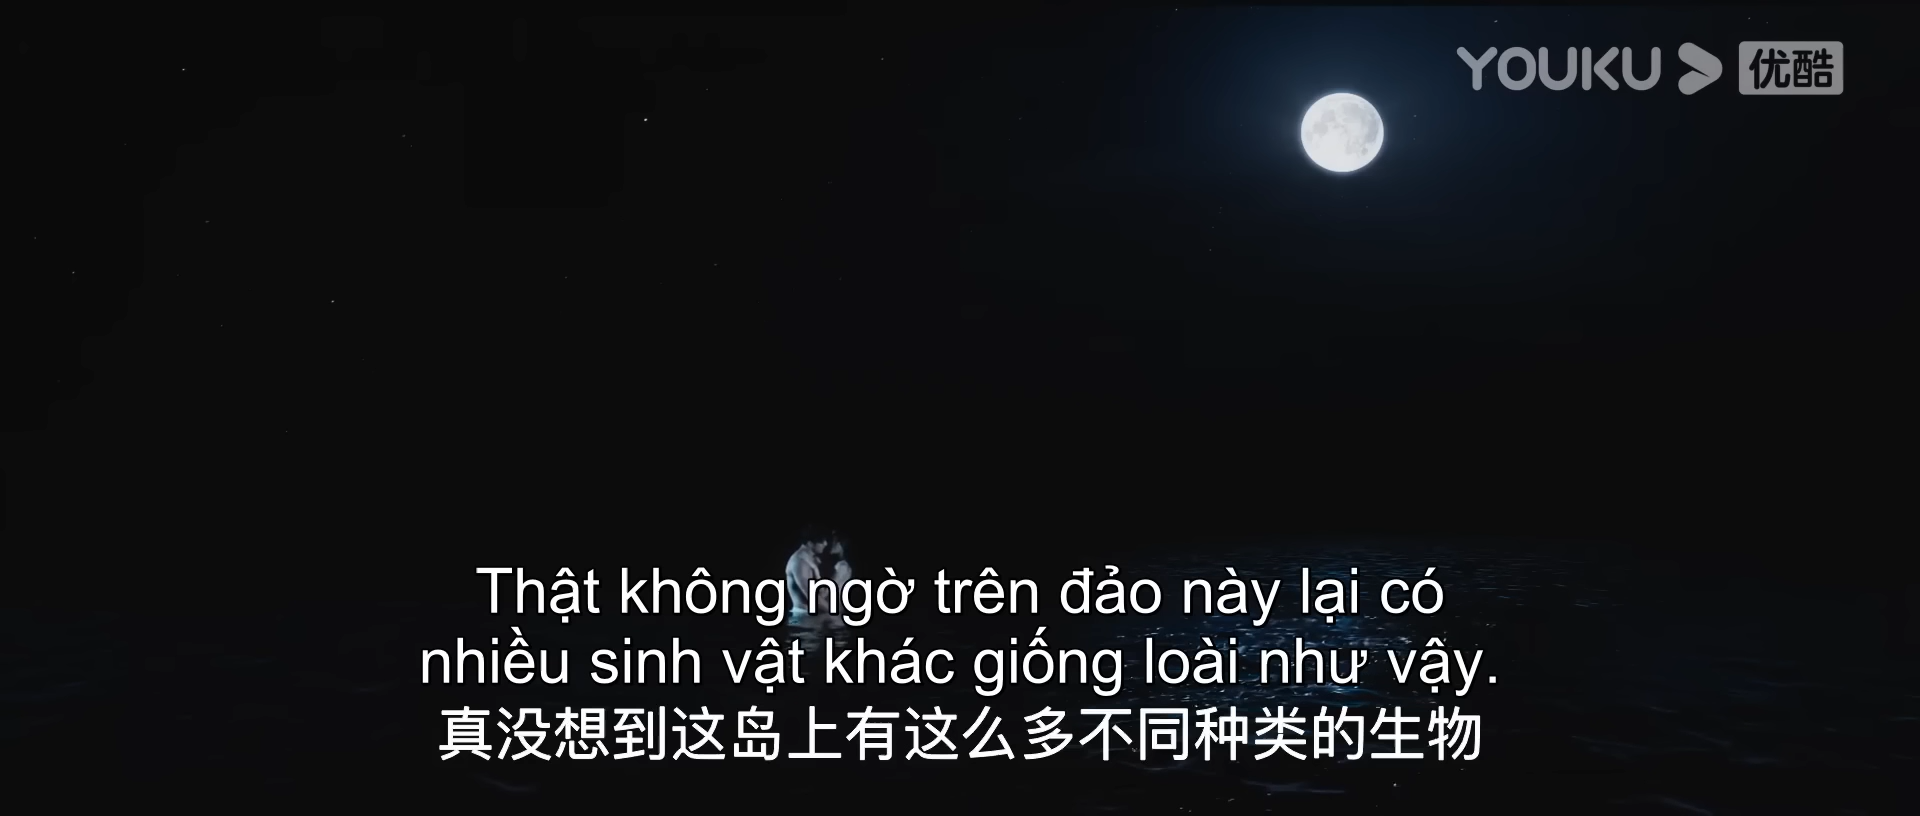 YOUKU 优酷
Thật không ngờ trên đảo này lại có
nhiều sinh vật khác giống loài như vậy.
真没想到这岛上有这么多不同种类的生物